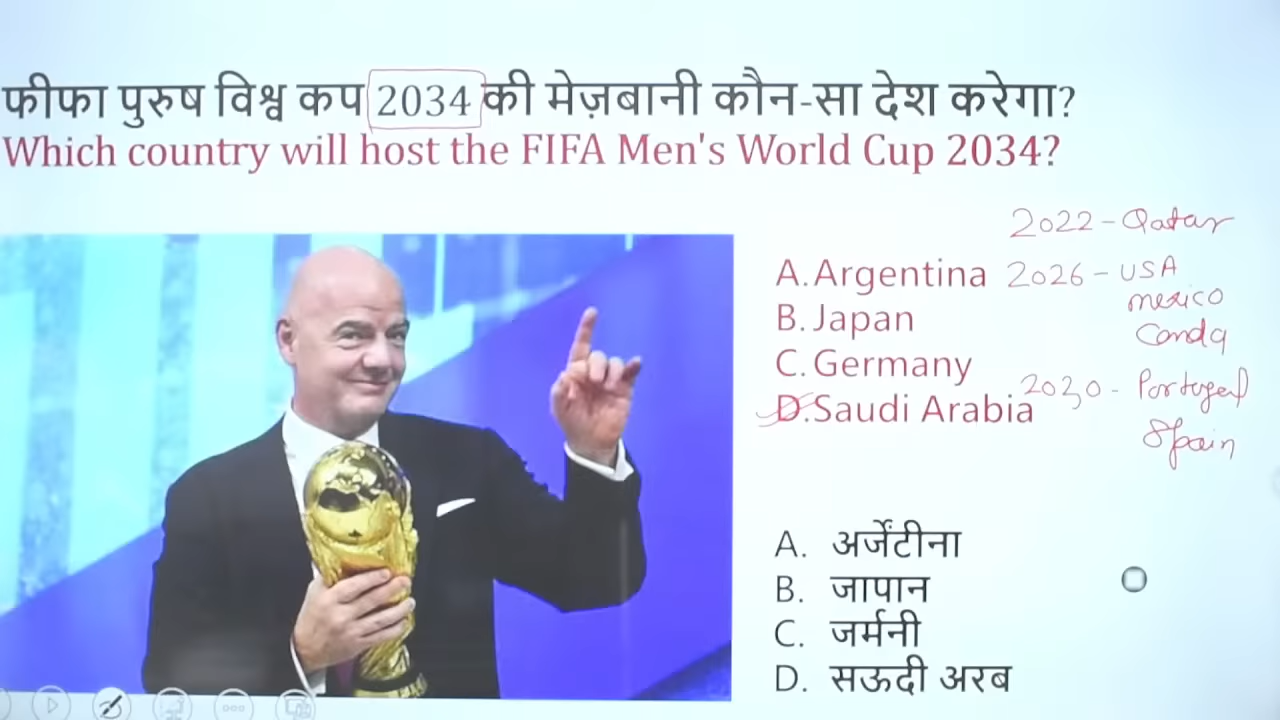 फीफा पुरुष विश्व कप 2034 की मेज़बानी कौन-सा देश करेगा?
Which country will host the FIFA Men's World Cup 2034?
2022 - Qatar
A. Argentina
2026 - USA
mexico
B. Japan
Canda
C. Germany
2030 - Portugal
D. Saudi Arabia
Spain
A. अर्जेंटीना
B. जापान
C. जर्मनी
D. सऊदी अरब